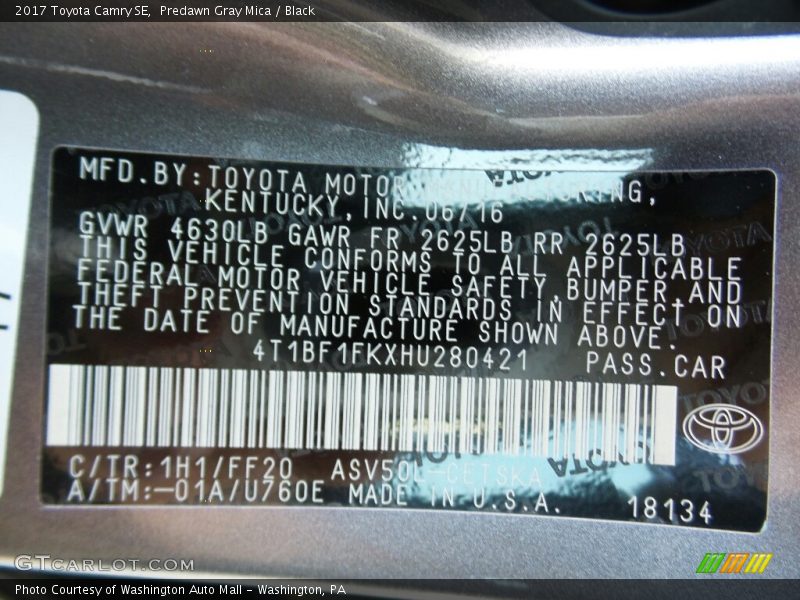 2017 Toyota Camry SE, Predawn Gray Mica / Black
MFD.BY:TOYOTA MOTOR MANUFACTURING,
KENTUCKY,INC.06/16
GVWR 4630LB GAWR FR 2625LB RR 2625LB
THIS VEHICLE CONFORMS TO ALL APPLICABLE
FEDERAL MOTOR VEHICLE SAFETY,BUMPER,AND
THEFT PREVENTION STANDARDS IN EFFECT ON
THE DATE OF MANUFACTURE SHOWN ABOVE.
4T1BF1FKXHU280421 PASS.CAR
C/TR:1H1/FF20 ASV50L-CETSKA
A/TM:-01A/U760E MADE IN U.S.A.
18134
GTCARLOT.COM
Photo Courtesy of Washington Auto Mall - Washington, PA